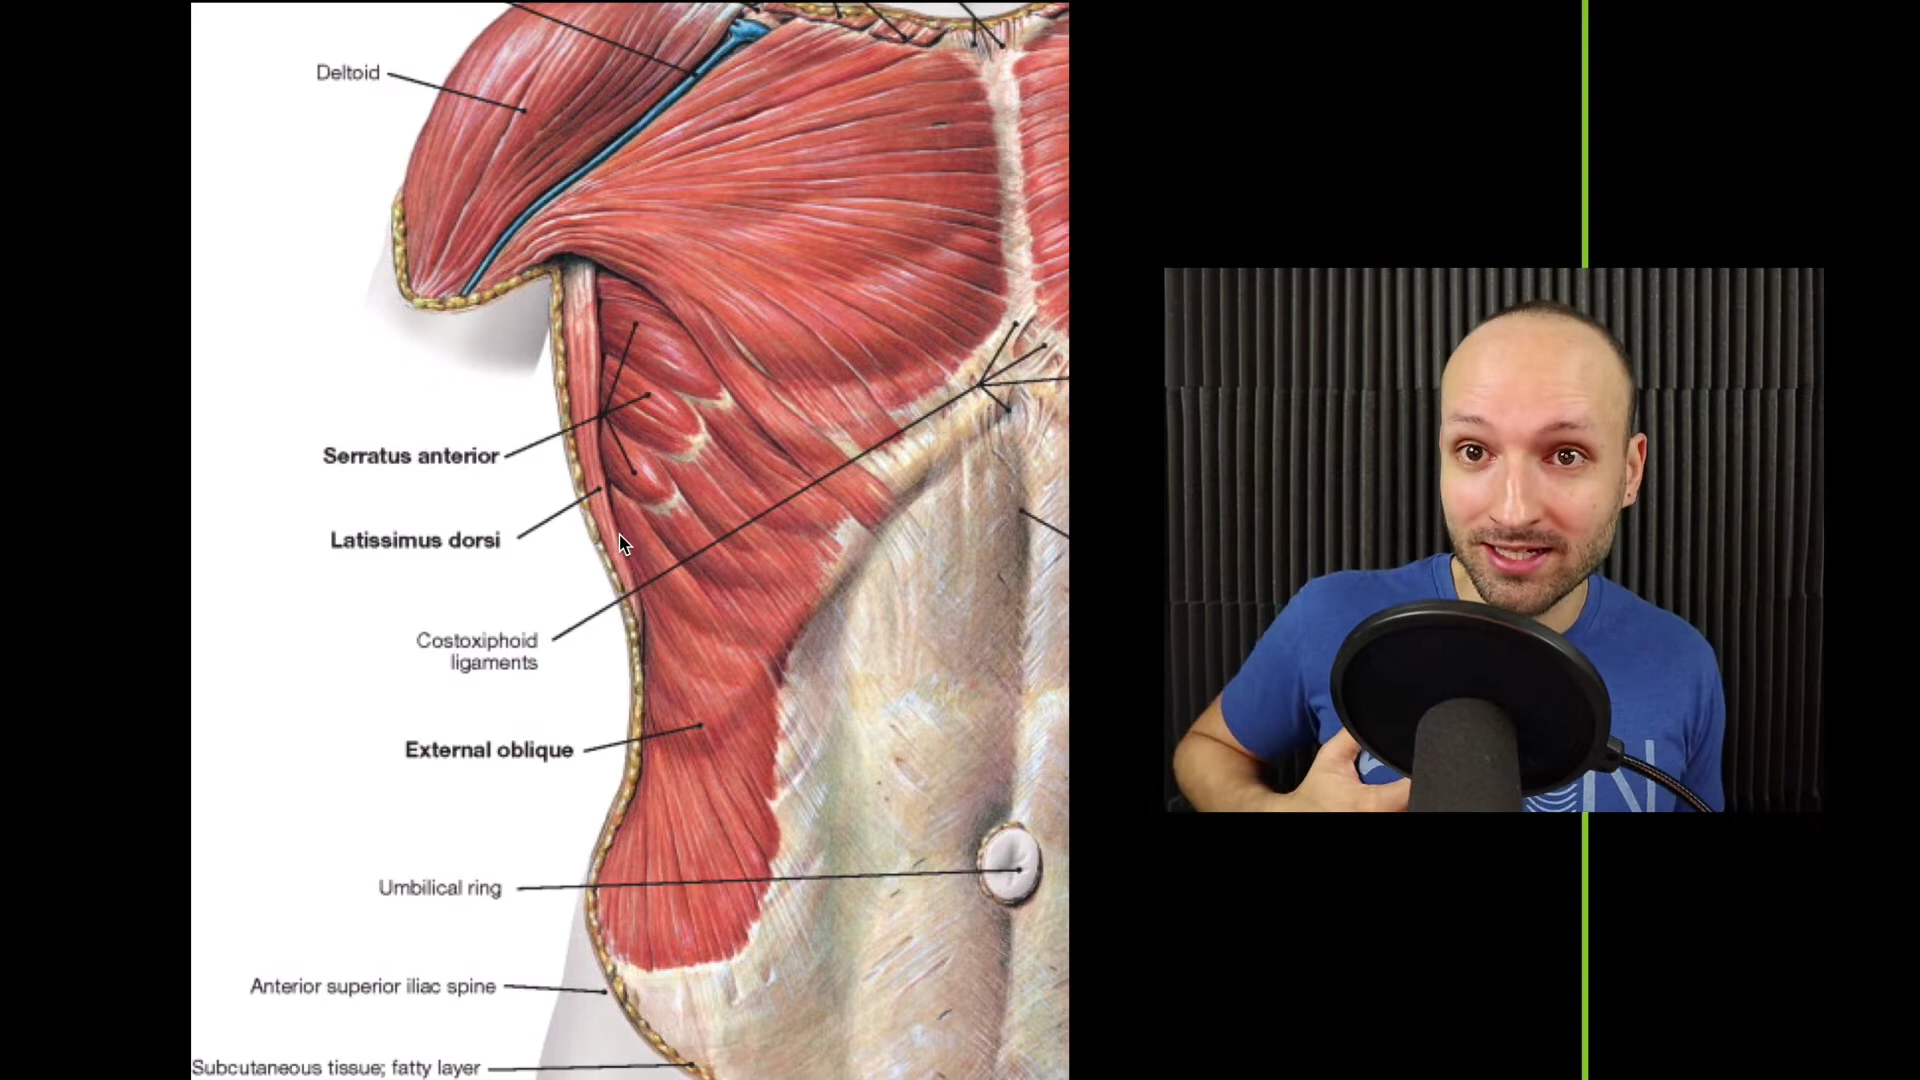 Deltoid
Serratus anterior
Latissimus dorsi
Costoxiphoid
ligaments
External oblique
Umbilical ring
Anterior superior iliac spine
Subcutaneous tissue; fatty layer